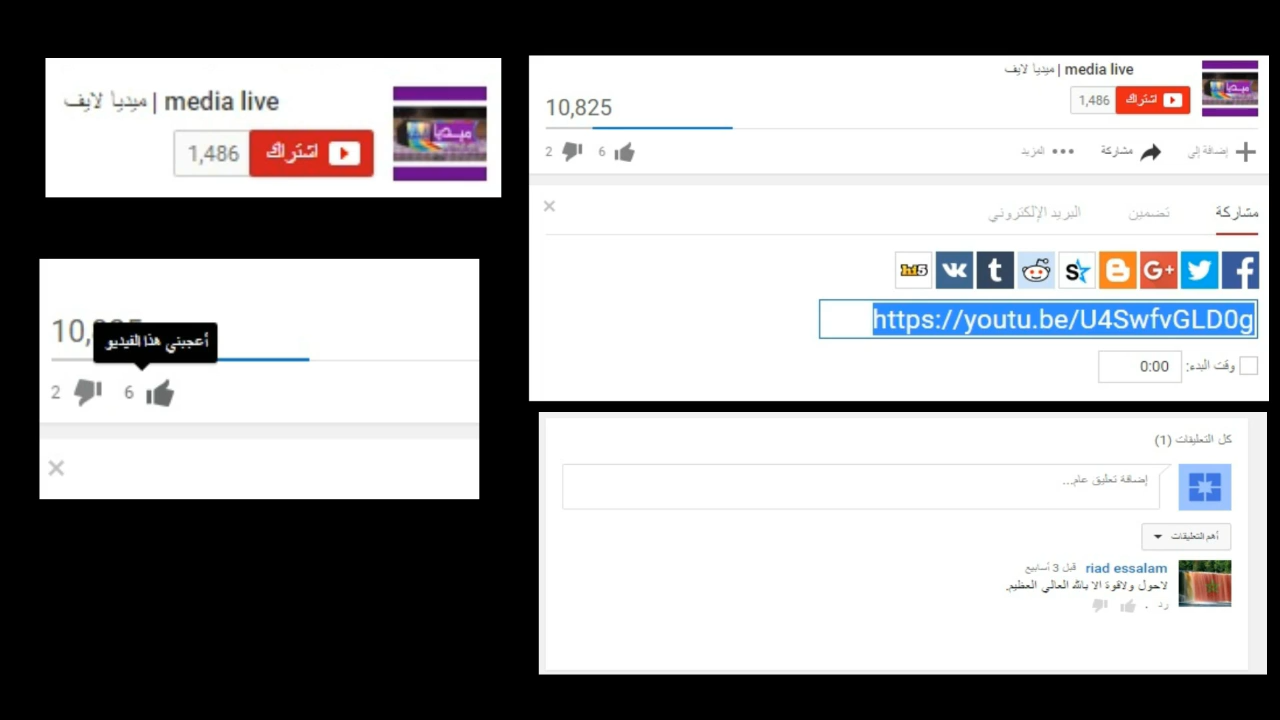 media live | ميديا لايف
اشتراك 1,486
ميديا
10,
أعجبني هذا الفيديو
2 6
media live | ميديا لايف
10,825
اشتراك 1,486
ميديا
إضافة إلى مشاركة المزيد 6 2
مشاركة تضمين البريد الإلكتروني
https://youtu.be/U4SwfvGLD0g
وقت البدء: 0:00
كل التعليقات (1)
إضافة تعليق عام...
أهم التعليقات
riad essalam قبل 3 أسابيع
لاحول ولاقوة الا بالله العالي العظيم.
رد .